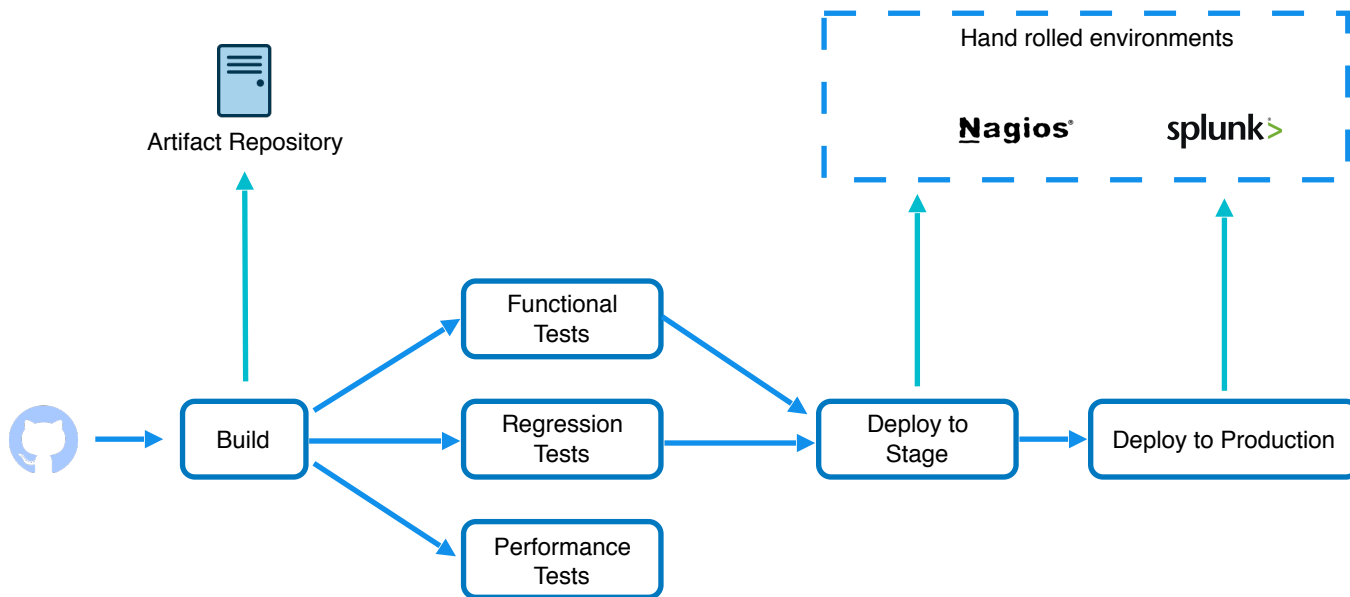 Hand rolled environments
Nagios®
splunk>
Artifact Repository
Functional
Tests
Build
Regression
Tests
Deploy to
Stage
Deploy to Production
Performance
Tests